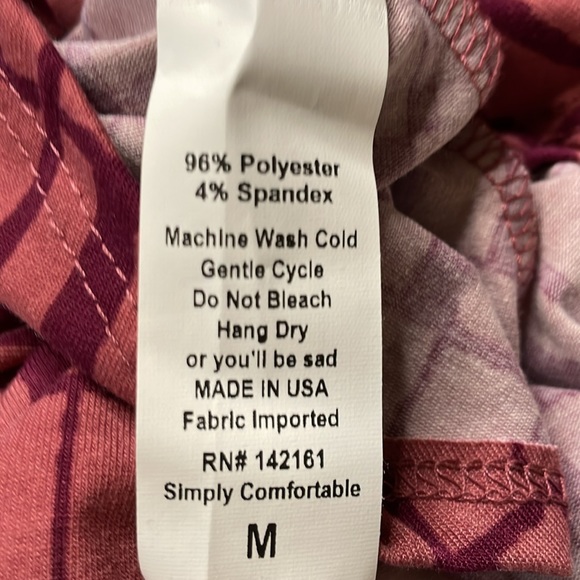 96% Polyester
4% Spandex
Machine Wash Cold
Gentle Cycle
Do Not Bleach
Hang Dry
or you'll be sad
MADE IN USA
Fabric Imported
RN# 142161
Simply Comfortable
M